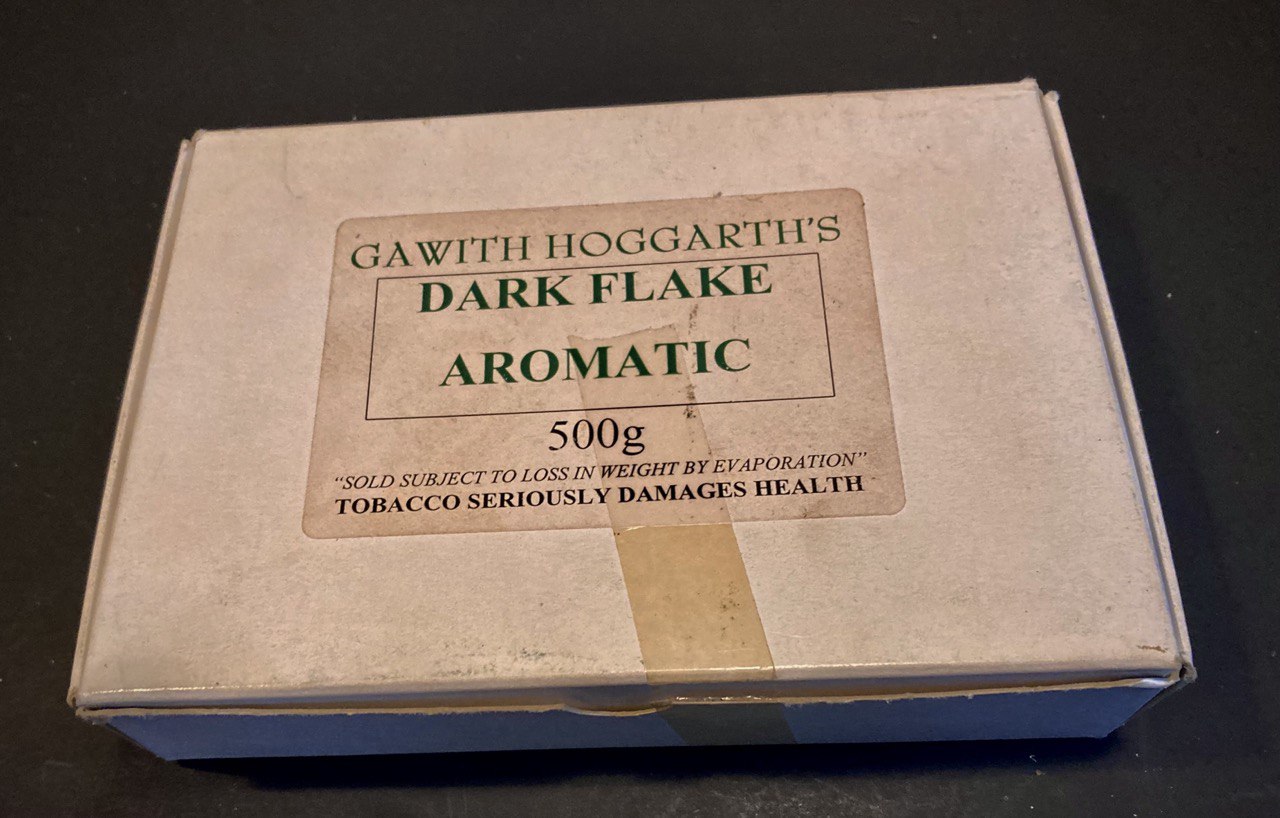 GAWITH HOGGARTH'S
DARK FLAKE
AROMATIC
500g
“SOLD SUBJECT TO LOSS IN WEIGHT BY EVAPORATION”
TOBACCO SERIOUSLY DAMAGES HEALTH